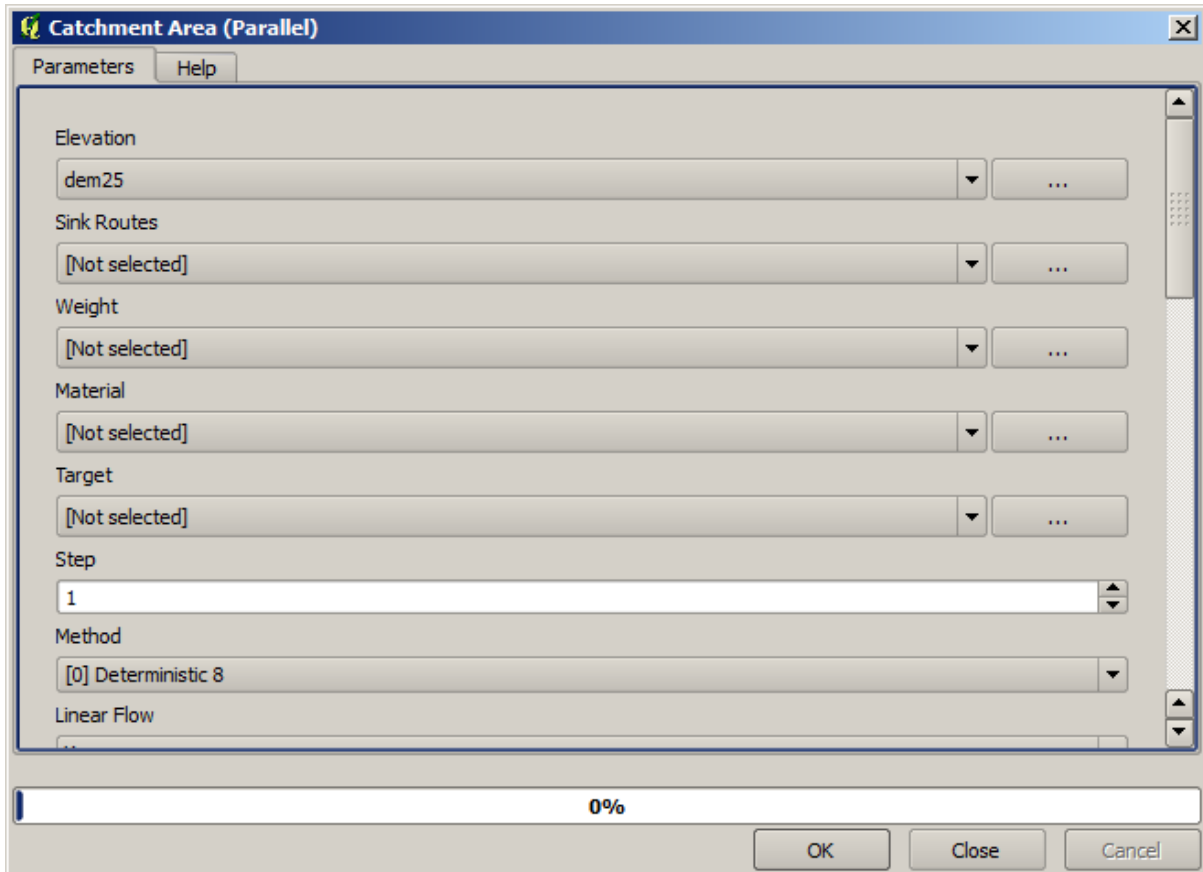 Catchment Area (Parallel)
Parameters Help
Elevation
dem25 ...
Sink Routes
[Not selected] ...
Weight
[Not selected] ...
Material
[Not selected] ...
Target
[Not selected] ...
Step
1
Method
[0] Deterministic 8
Linear Flow
0%
OK Close Cancel